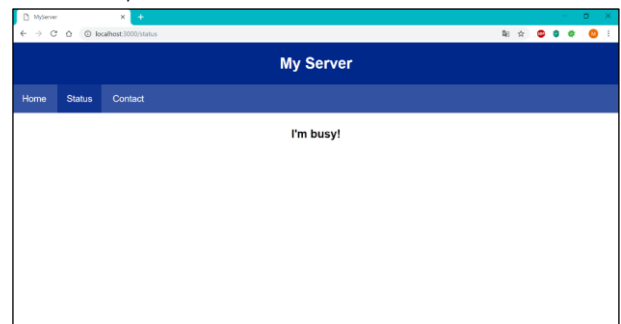 MyServer
localhost:3000/status
My Server
Home Status Contact
I'm busy!